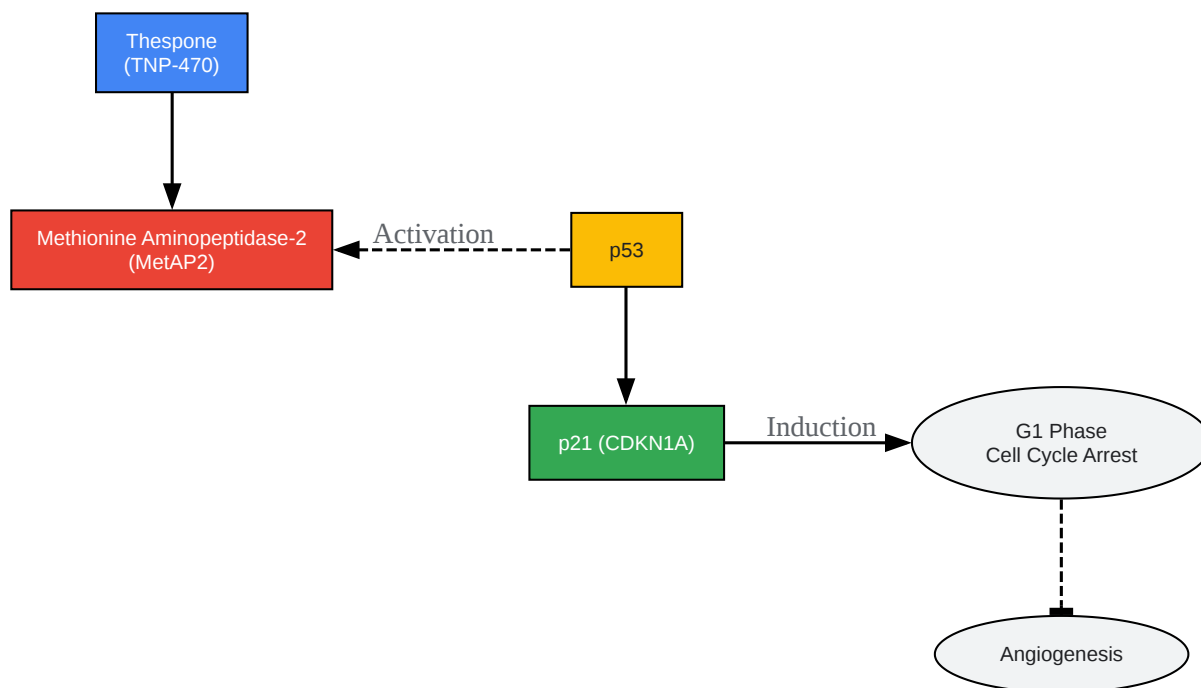 Thespone
(TNP-470)
Methionine Aminopeptidase-2
(MetAP2)
Activation
p53
p21 (CDKN1A)
Induction
G1 Phase
Cell Cycle Arrest
Angiogenesis